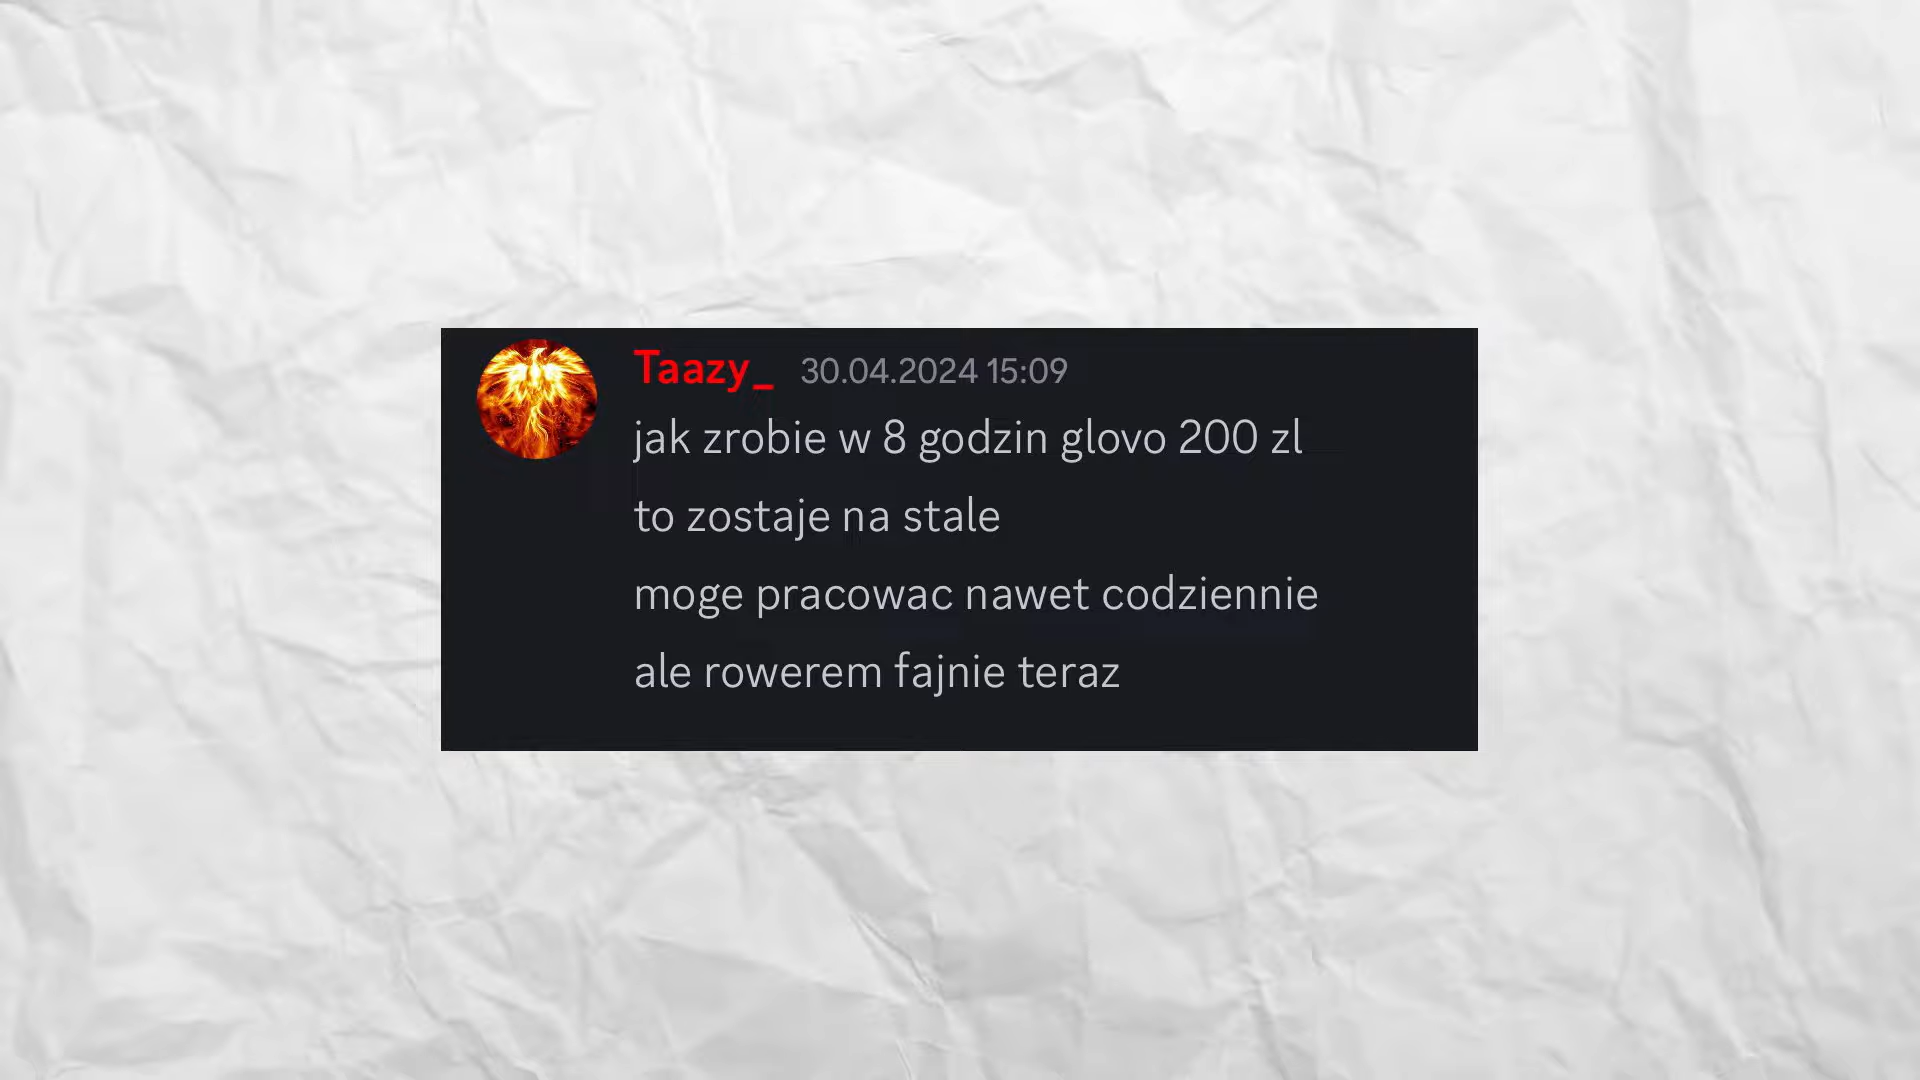 Taazy_ 30.04.2024 15:09
jak zrobie w 8 godzin glovo 200 zl
to zostaje na stale
moge pracowac nawet codziennie
ale rowerem fajnie teraz